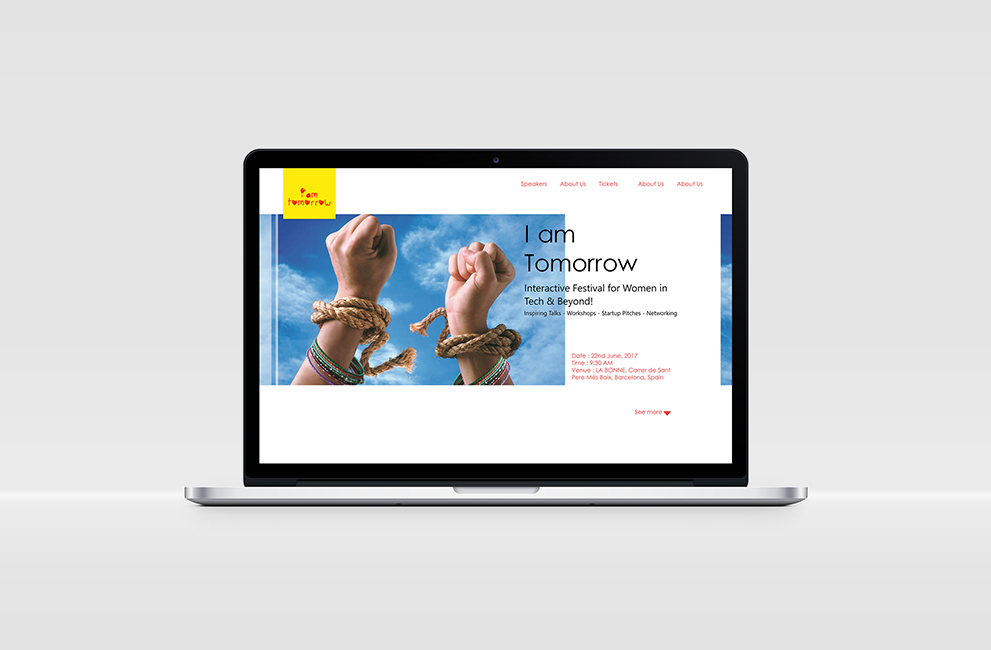 i am
tomorrow
Speakers About Us Tickets About Us About Us
I am
Tomorrow
Interactive Festival for Women in
Tech & Beyond!
Inspiring Talks - Workshops - Startup Pitches - Networking
Date : 22nd June, 2017
Time : 9:30 AM
Venue : LA BONNE, Carrer de Sant
Pere Més Baix, Barcelona, Spain
See more